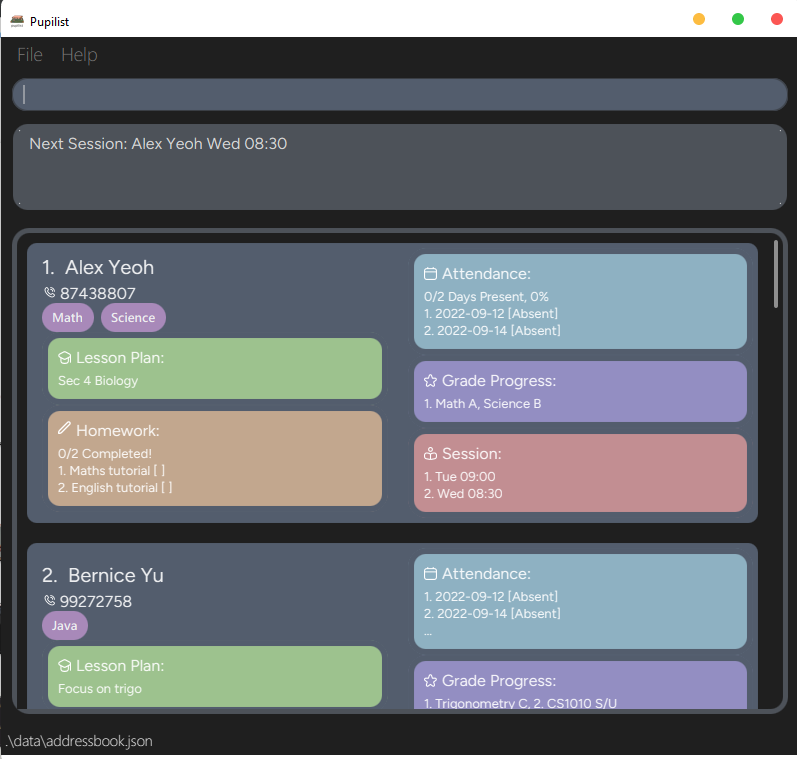 Pupilist
File Help
Next Session: Alex Yeoh Wed 08:30
1. Alex Yeoh
87438807
Math Science
Lesson Plan:
Sec 4 Biology
Homework:
0/2 Completed!
1. Maths tutorial [ ]
2. English tutorial [ ]
Attendance:
0/2 Days Present, 0%
1. 2022-09-12 [Absent]
2. 2022-09-14 [Absent]
Grade Progress:
1. Math A, Science B
Session:
1. Tue 09:00
2. Wed 08:30
2. Bernice Yu
99272758
Java
Lesson Plan:
Focus on trigo
Attendance:
1. 2022-09-12 [Absent]
2. 2022-09-14 [Absent]
...
Grade Progress:
1. Trigonometry C, 2. CS1010 S/U
.\data\addressbook.json